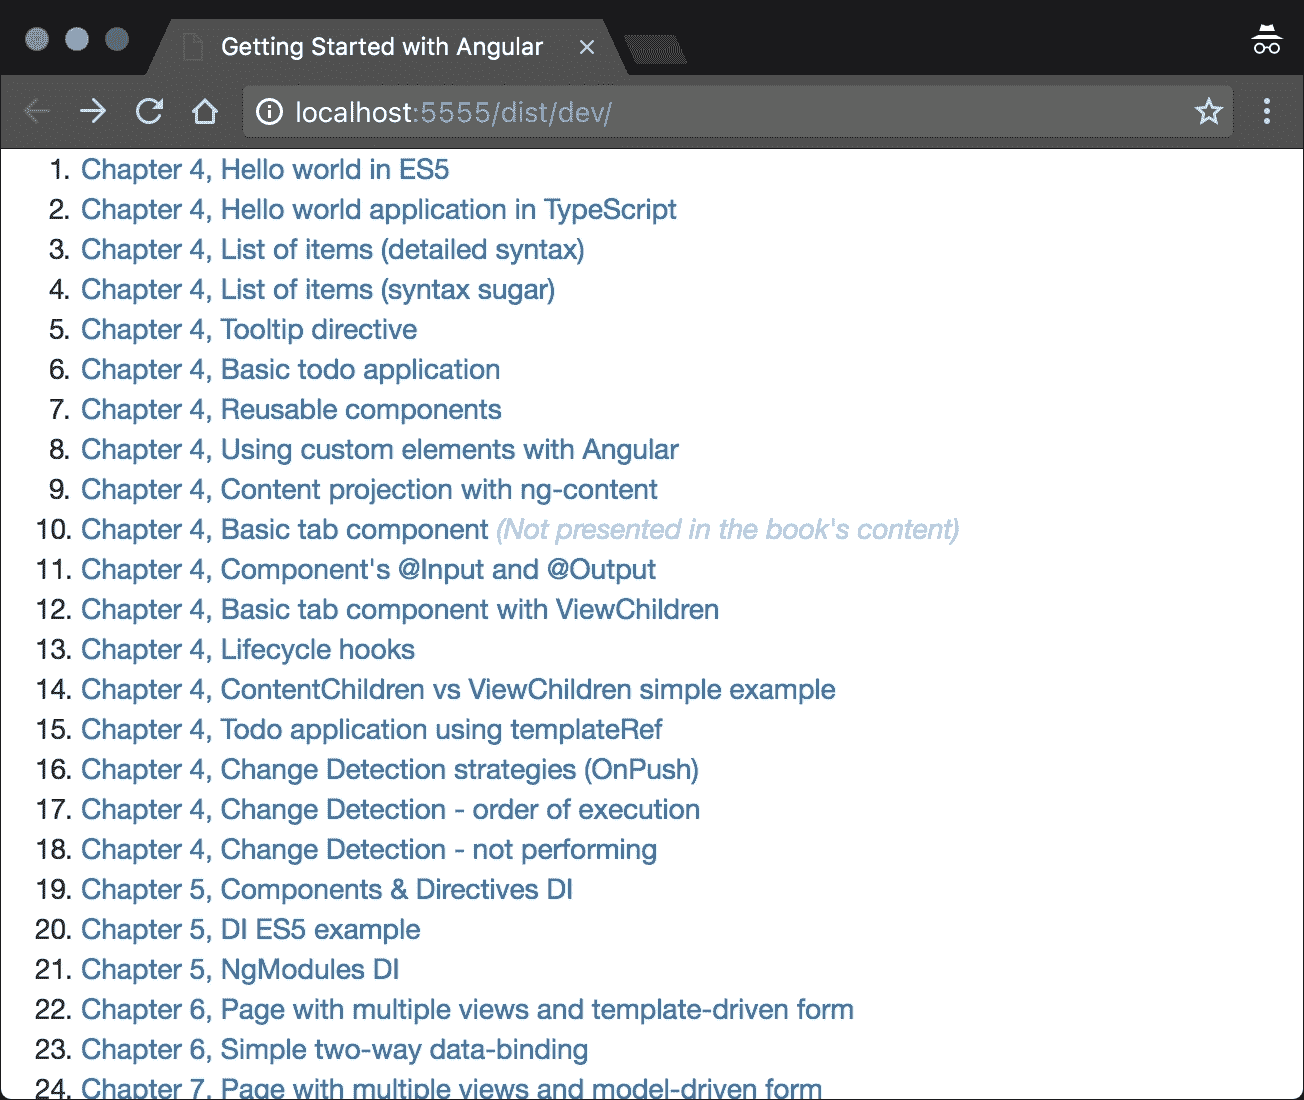 Getting Started with Angular
localhost:5555/dist/dev/
1. Chapter 4, Hello world in ES5
2. Chapter 4, Hello world application in TypeScript
3. Chapter 4, List of items (detailed syntax)
4. Chapter 4, List of items (syntax sugar)
5. Chapter 4, Tooltip directive
6. Chapter 4, Basic todo application
7. Chapter 4, Reusable components
8. Chapter 4, Using custom elements with Angular
9. Chapter 4, Content projection with ng-content
10. Chapter 4, Basic tab component (Not presented in the book's content)
11. Chapter 4, Component's @Input and @Output
12. Chapter 4, Basic tab component with ViewChildren
13. Chapter 4, Lifecycle hooks
14. Chapter 4, ContentChildren vs ViewChildren simple example
15. Chapter 4, Todo application using templateRef
16. Chapter 4, Change Detection strategies (OnPush)
17. Chapter 4, Change Detection - order of execution
18. Chapter 4, Change Detection - not performing
19. Chapter 5, Components & Directives DI
20. Chapter 5, DI ES5 example
21. Chapter 5, NgModules DI
22. Chapter 6, Page with multiple views and template-driven form
23. Chapter 6, Simple two-way data-binding
24. Chapter 7, Page with multiple views and model-driven form